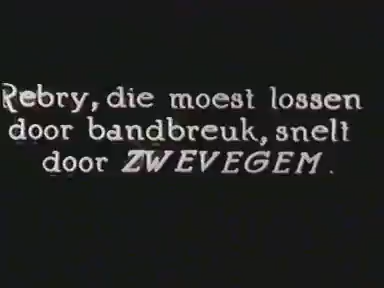 Rebry, die moest lossen
door bandbreuk, snelt
door ZWEVEGEM.